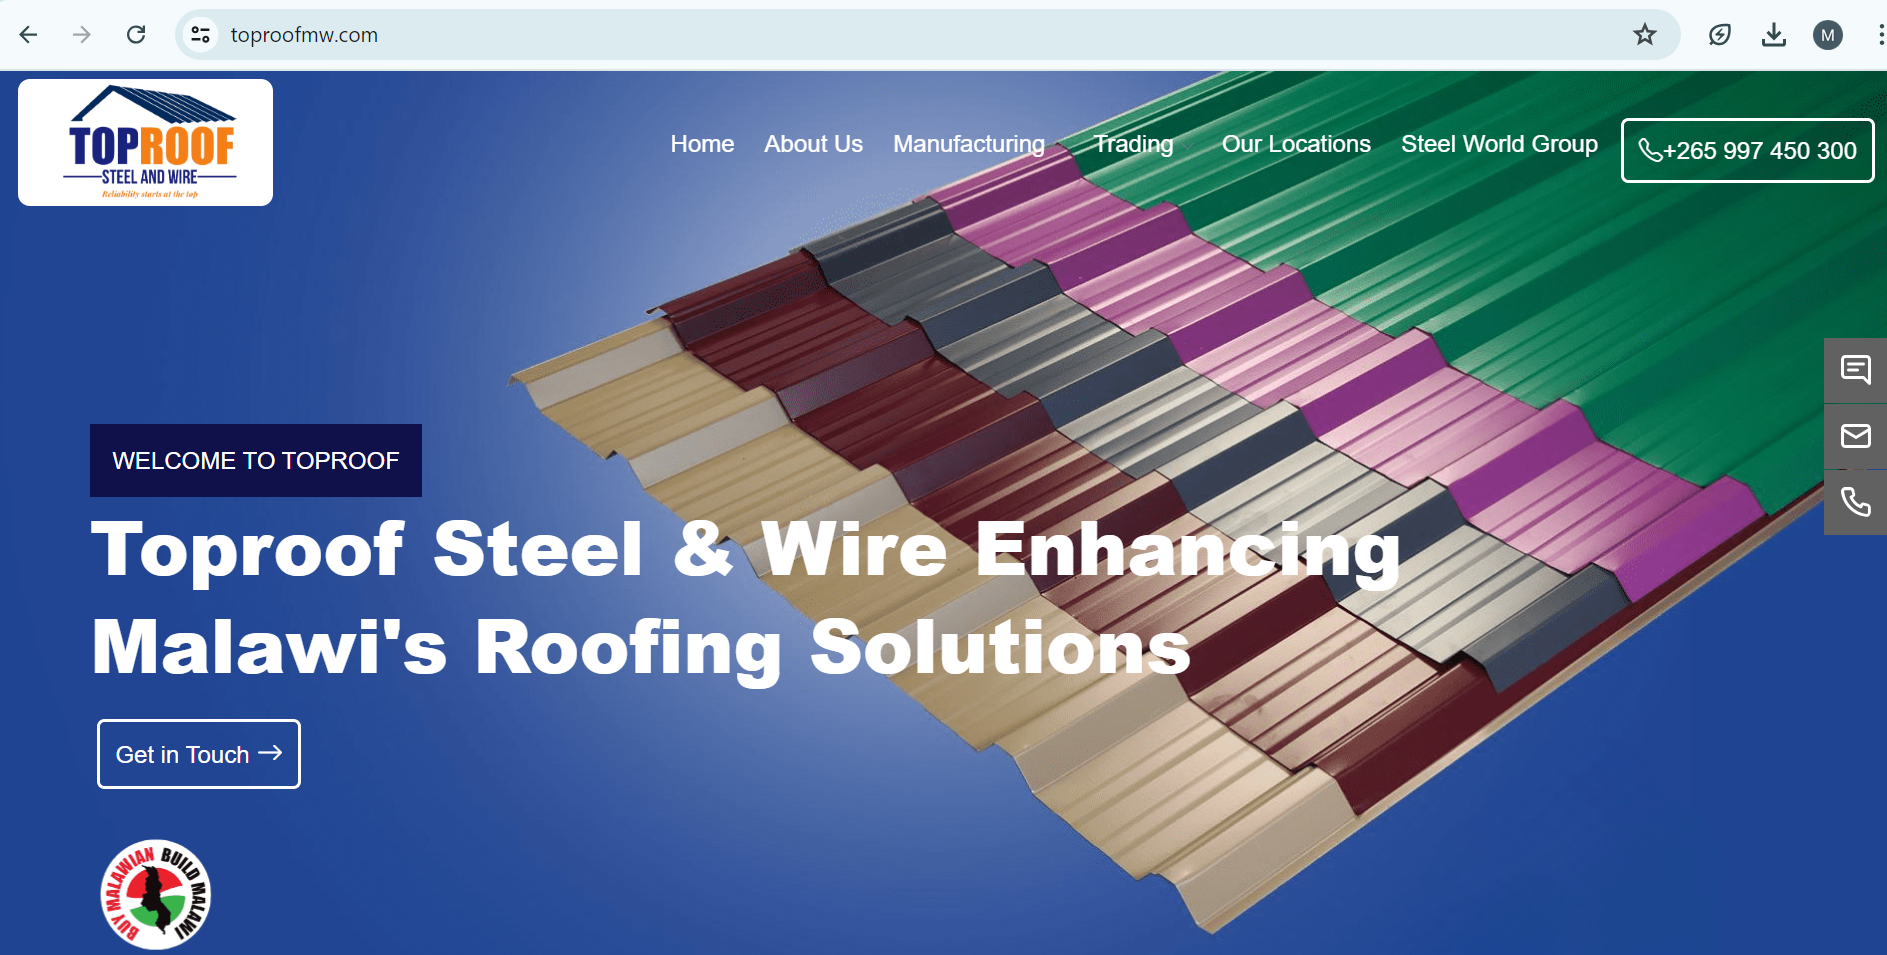 toproofmw.com
M
TOPROOF
STEEL AND WIRE
Reliability starts at the top
Home
About Us
Manufacturing
Trading
Our Locations
Steel World Group
+265 997 450 300
WELCOME TO TOPROOF
Toproof Steel & Wire Enhancing
Malawi's Roofing Solutions
Get in Touch
BUY MALAWIAN BUILD MALAWI